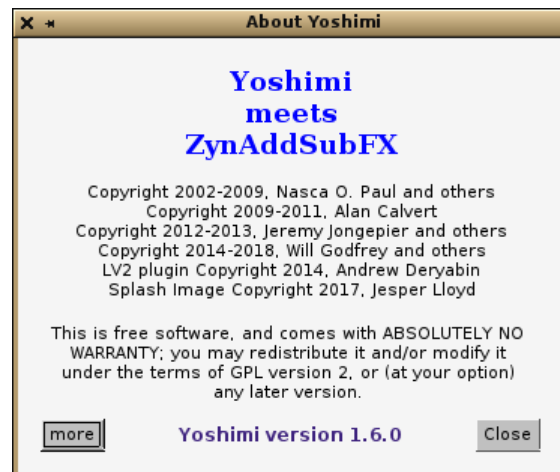 About Yoshimi
Yoshimi
meets
ZynAddSubFX
Copyright 2002-2009, Nasca O. Paul and others
Copyright 2009-2011, Alan Calvert
Copyright 2012-2013, Jeremy Jongepier and others
Copyright 2014-2018, Will Godfrey and others
LV2 plugin Copyright 2014, Andrew Deryabin
Splash Image Copyright 2017, Jesper Lloyd
This is free software, and comes with ABSOLUTELY NO
WARRANTY; you may redistribute it and/or modify it
under the terms of GPL version 2, or (at your option)
any later version.
more Yoshimi version 1.6.0 Close